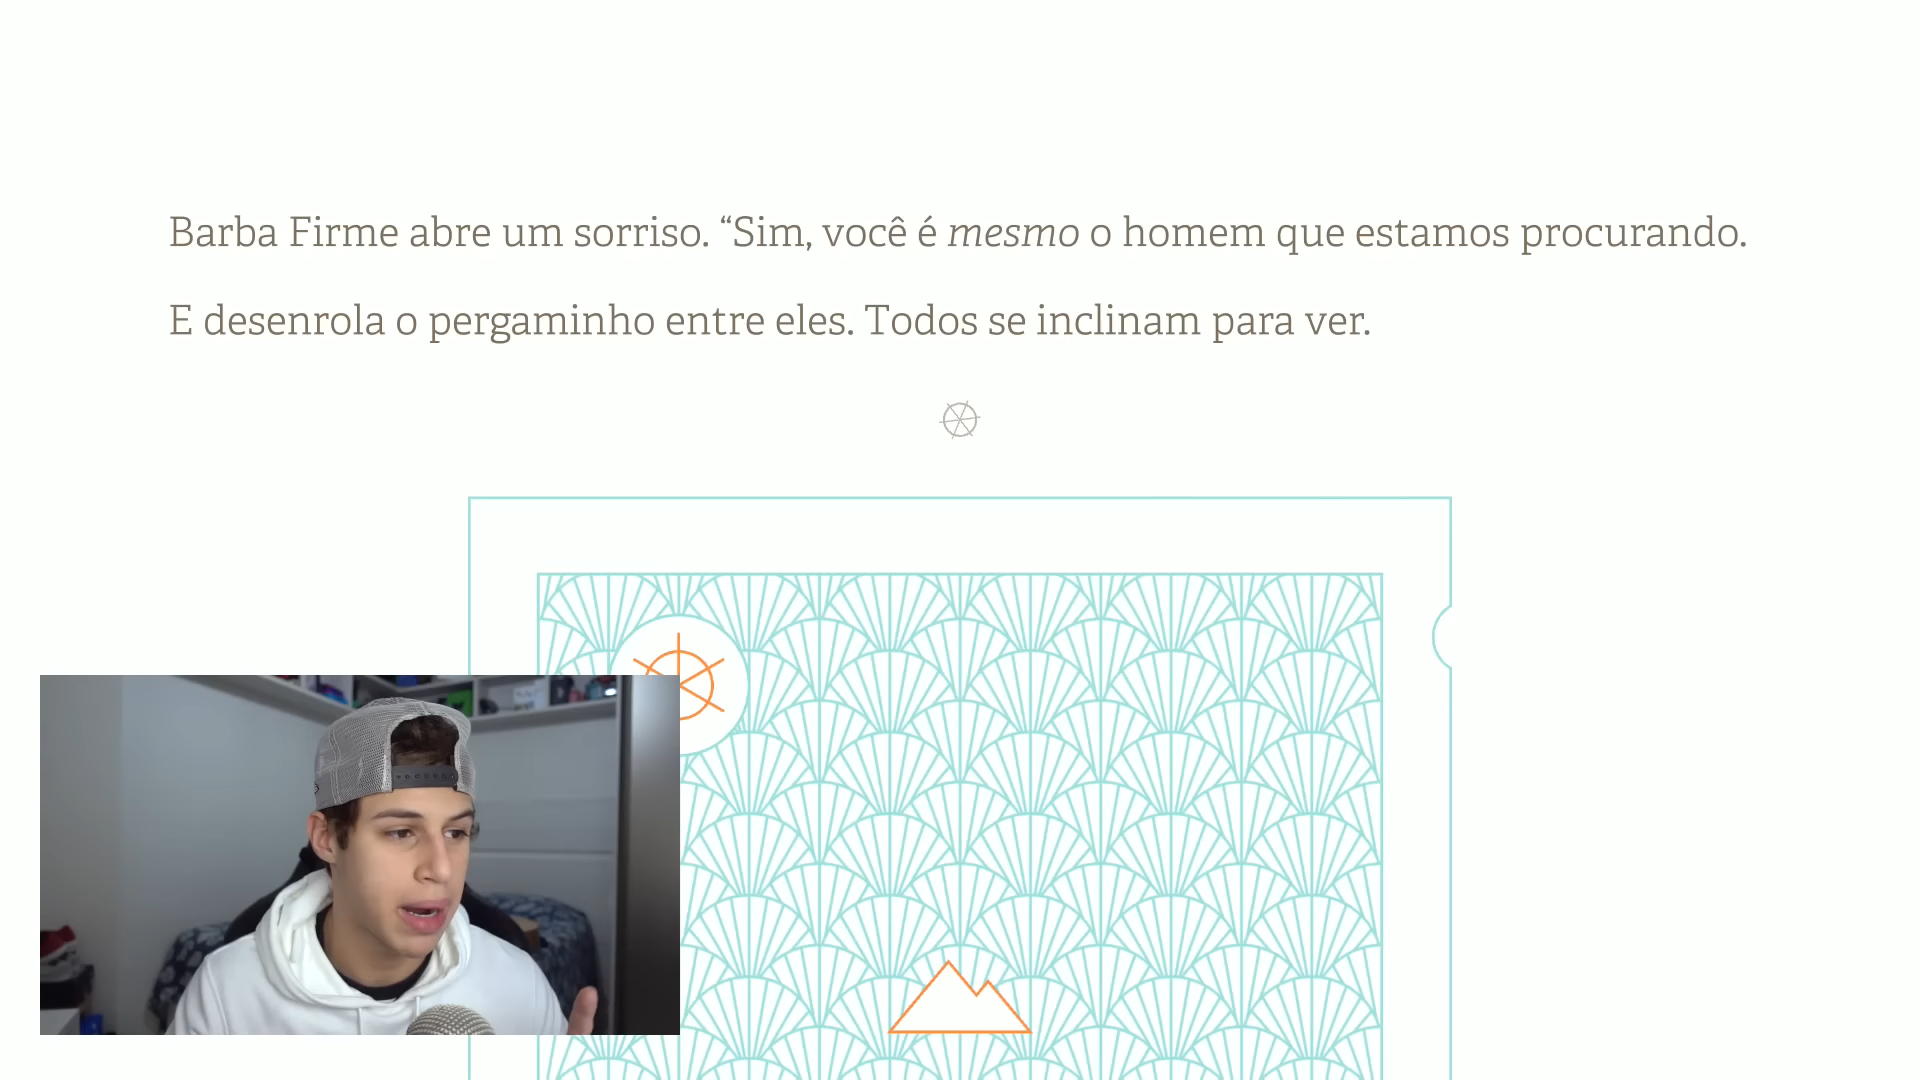 Barba Firme abre um sorriso. “Sim, você é mesmo o homem que estamos procurando.
E desenrola o pergaminho entre eles. Todos se inclinam para ver.